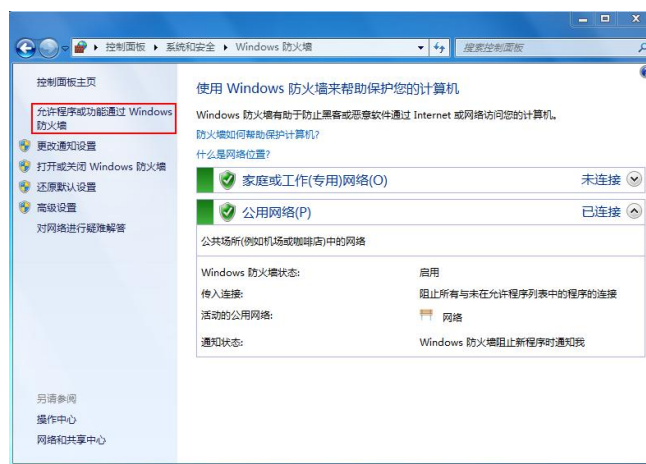 控制面板 ▸ 系统和安全 ▸ Windows 防火墙
搜索控制面板
控制面板主页
允许程序或功能通过 Windows
防火墙
更改通知设置
打开或关闭 Windows 防火墙
还原默认设置
高级设置
对网络进行疑难解答
另请参阅
操作中心
网络和共享中心
使用 Windows 防火墙来帮助保护您的计算机
Windows 防火墙有助于防止黑客或恶意软件通过 Internet 或网络访问您的计算机。
防火墙如何帮助保护计算机?
什么是网络位置?
家庭或工作(专用)网络(O) 未连接
公用网络(P) 已连接
公共场所(例如机场或咖啡店)中的网络
Windows 防火墙状态: 启用
传入连接: 阻止所有与未在允许程序列表中的程序的连接
活动的公用网络: 网络
通知状态: Windows 防火墙阻止新程序时通知我